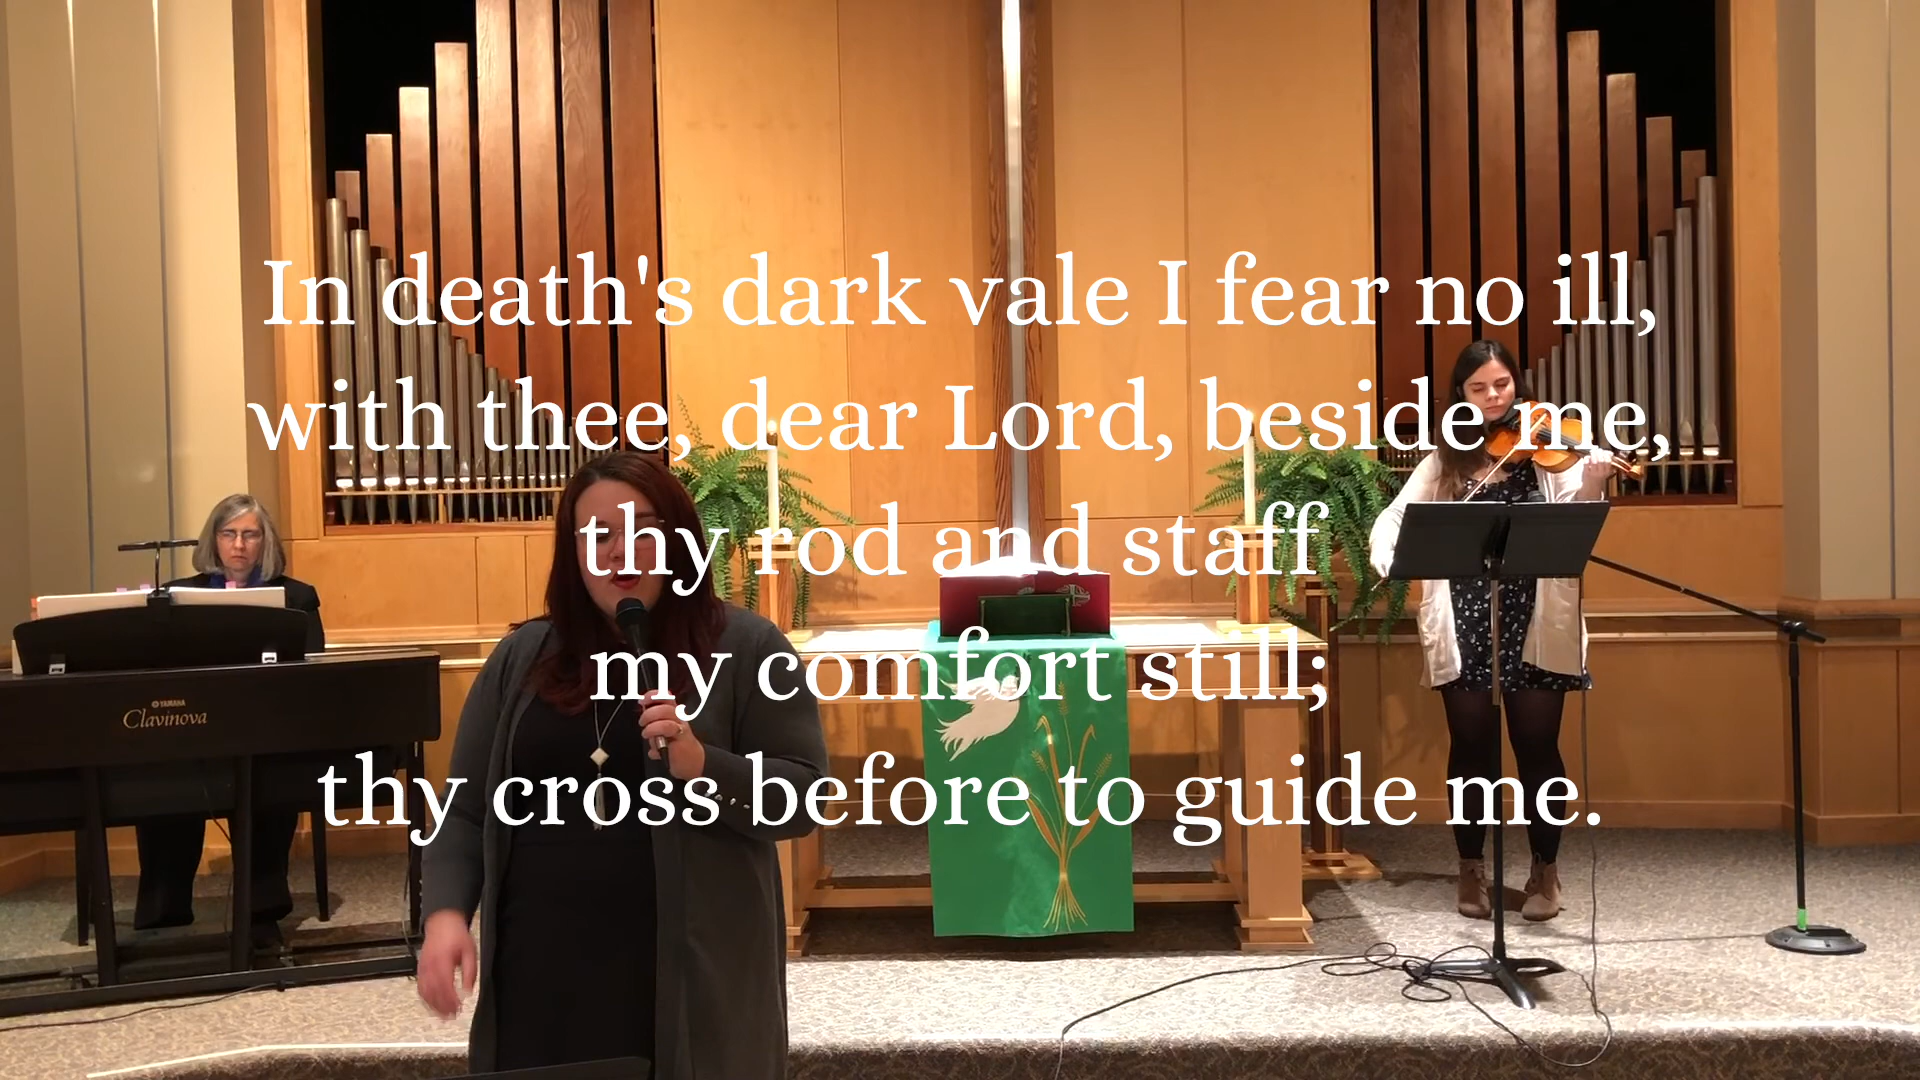 In death's dark vale I fear no ill,
with thee, dear Lord, beside me,
thy rod and staff
my comfort still;
thy cross before to guide me.
YAMAHA
Clavinova